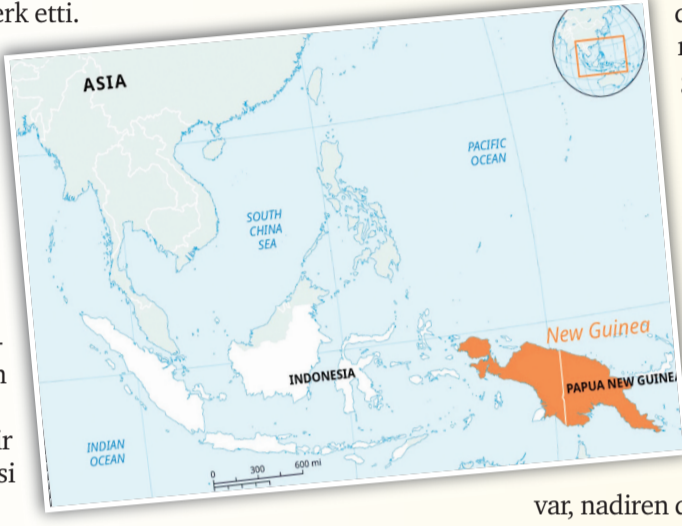 erk etti.
ASIA
PACIFIC
OCEAN
SOUTH
CHINA
SEA
New Guinea
INDONESIA
PAPUA NEW GUINEA
INDIAN
OCEAN
0 300 600 mi
si
var, nadiren